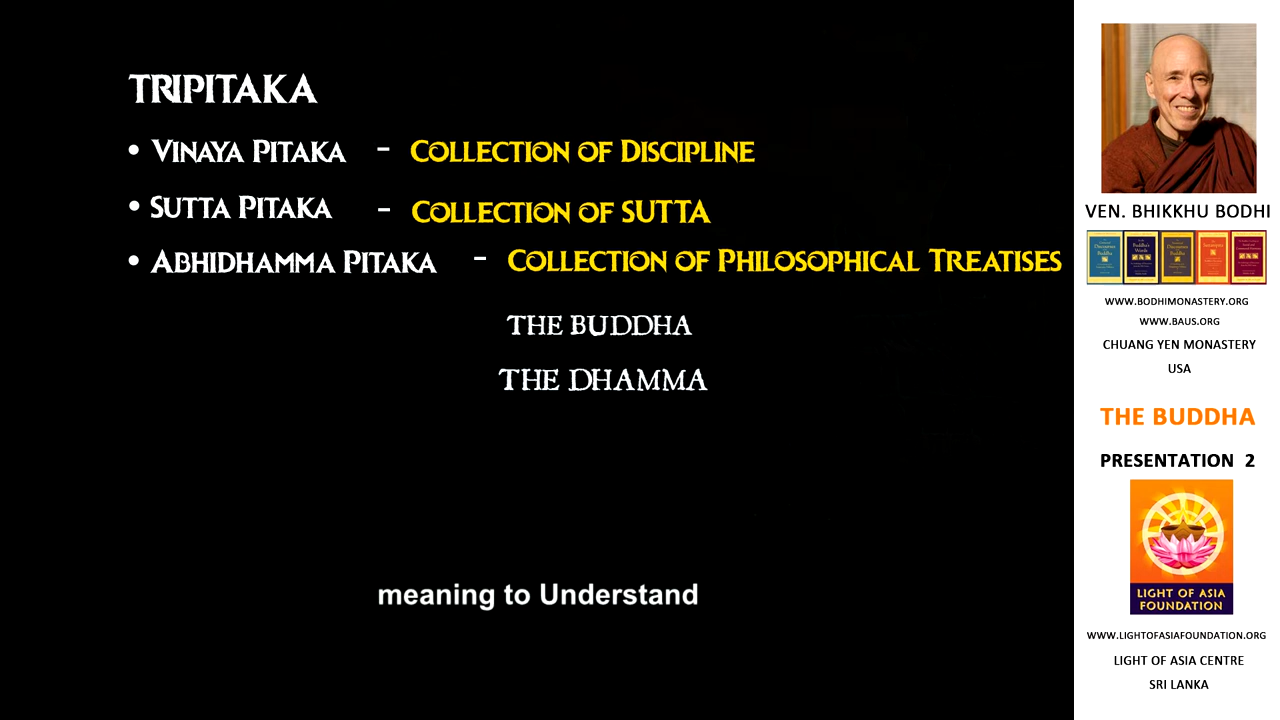 TRIPITAKA
• VINAYA PITAKA - COLLECTION OF DISCIPLINE
• SUTTA PITAKA - COLLECTION OF SUTTA
• ABHIDHAMMA PITAKA - COLLECTION OF PHILOSOPHICAL TREATISES
THE BUDDHA
THE DHAMMA
meaning to Understand
VEN. BHIKKHU BODHI
WWW.BODHIMONASTERY.ORG
WWW.BAUS.ORG
CHUANG YEN MONASTERY
USA
THE BUDDHA
PRESENTATION 2
LIGHT OF ASIA
FOUNDATION
WWW.LIGHTOFASIAFOUNDATION.ORG
LIGHT OF ASIA CENTRE
SRI LANKA